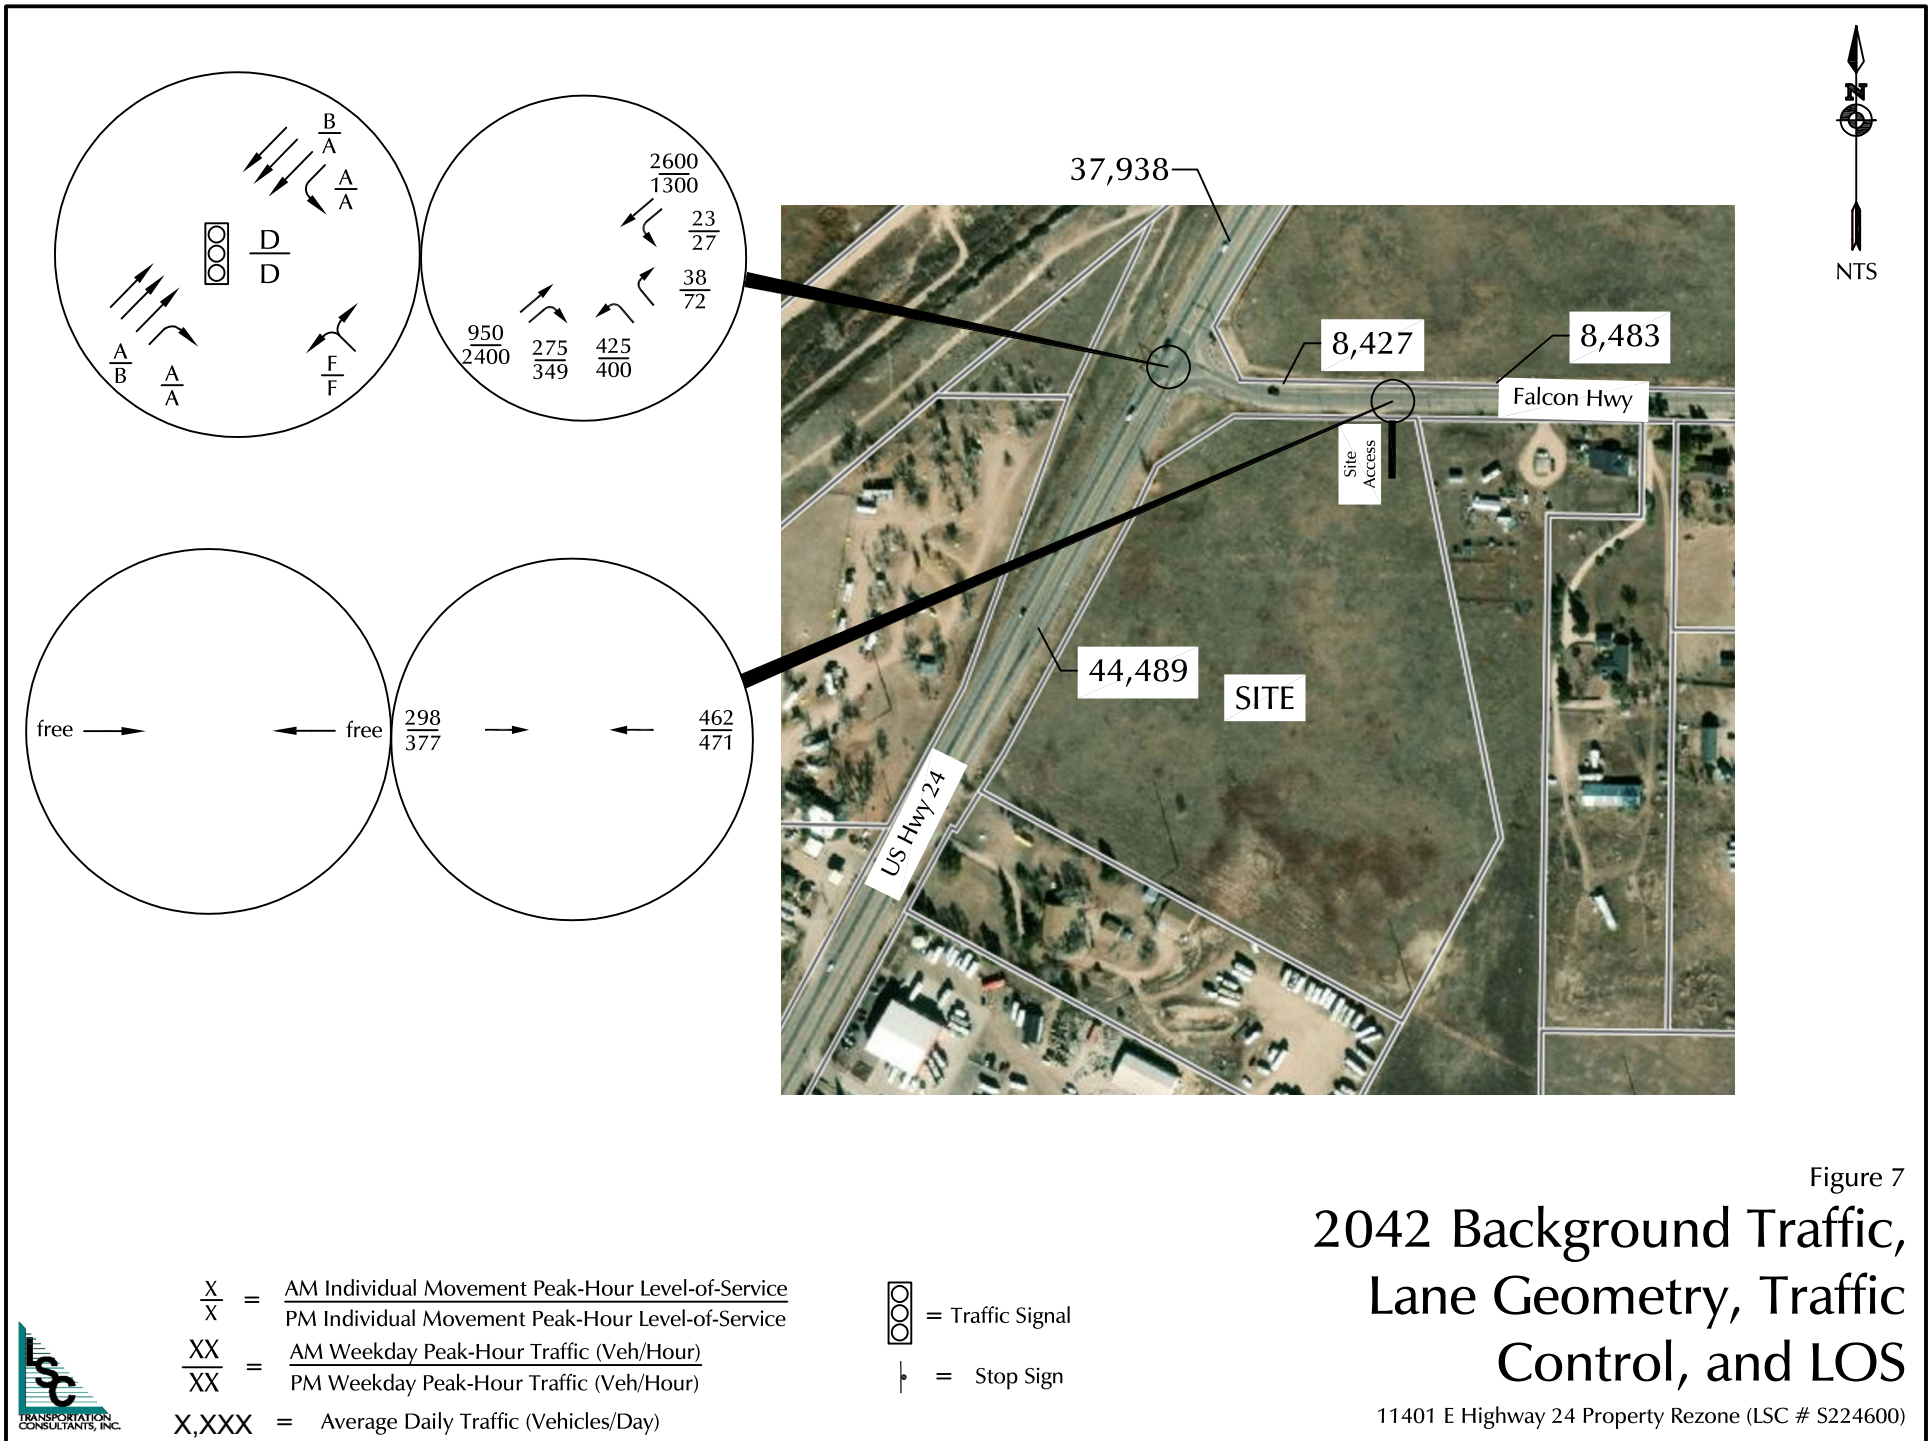 B
A
A
A
D
D
A
B
A
A
F
F
2600
1300
23
27
38
72
950
2400
275
349
425
400
37,938
N
NTS
8,427
8,483
Falcon Hwy
Site
Access
44,489
SITE
US Hwy 24
free
free
298
377
462
471
Figure 7
2042 Background Traffic,
Lane Geometry, Traffic
Control, and LOS
11401 E Highway 24 Property Rezone (LSC # S224600)
X
X
=
AM Individual Movement Peak-Hour Level-of-Service
PM Individual Movement Peak-Hour Level-of-Service
XX
XX
=
AM Weekday Peak-Hour Traffic (Veh/Hour)
PM Weekday Peak-Hour Traffic (Veh/Hour)
X,XXX = Average Daily Traffic (Vehicles/Day)
= Traffic Signal
= Stop Sign
LSC
TRANSPORTATION
CONSULTANTS, INC.